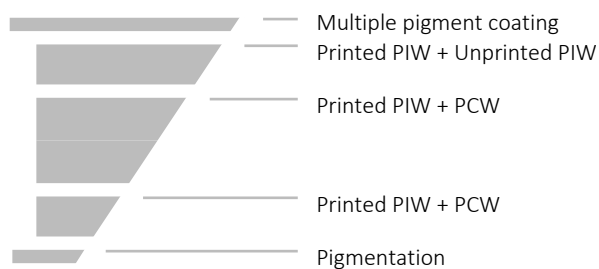 Multiple pigment coating
Printed PIW + Unprinted PIW
Printed PIW + PCW
Printed PIW + PCW
Pigmentation